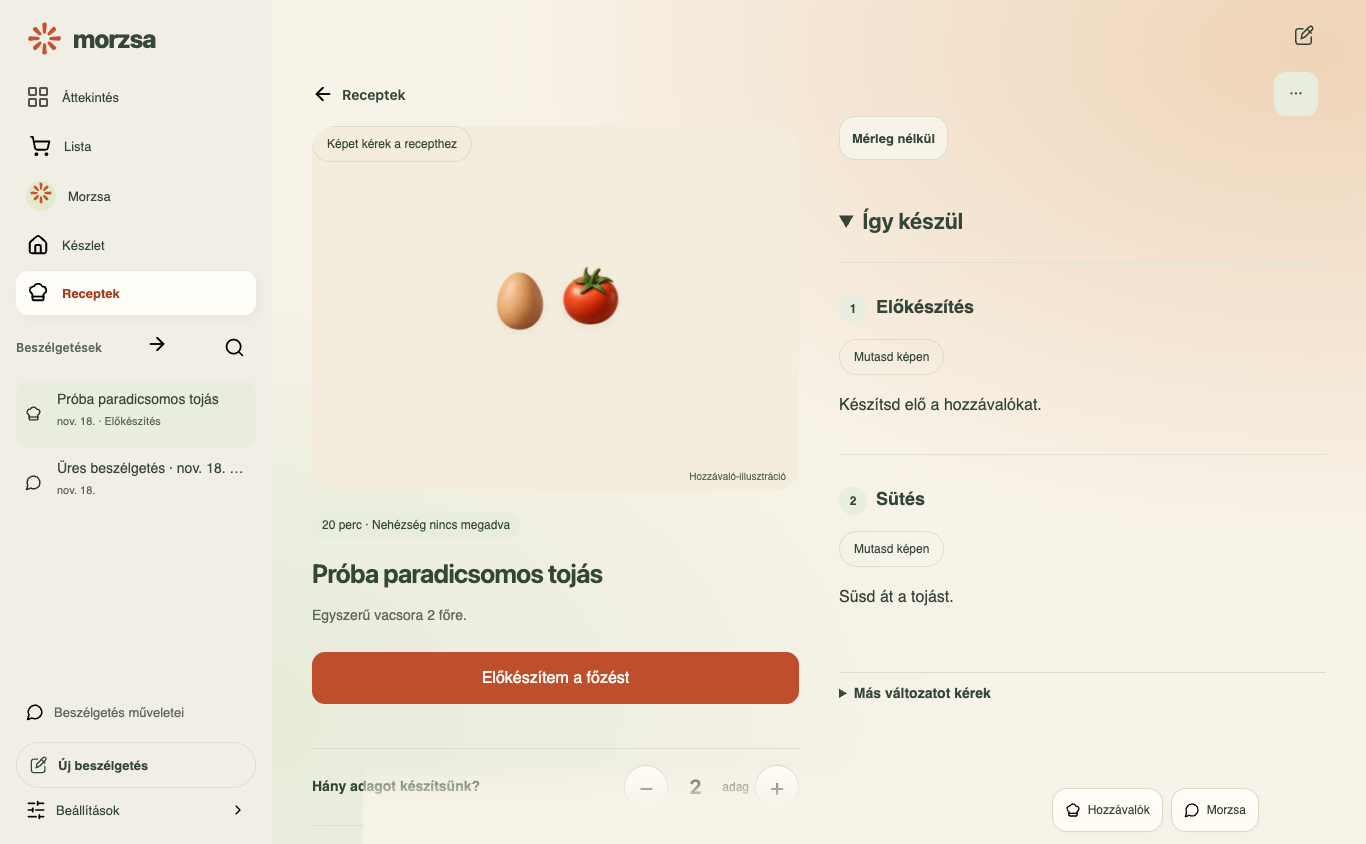 morzsa
Áttekintés
Lista
Morzsa
Készlet
Receptek
Beszélgetések
Próba paradicsomos tojás
nov. 18. · Előkészítés
Üres beszélgetés · nov. 18. …
nov. 18.
Beszélgetés műveletei
Új beszélgetés
Beállítások
Receptek
Képet kérek a recepthez
Hozzávaló-illusztráció
20 perc · Nehézség nincs megadva
Próba paradicsomos tojás
Egyszerű vacsora 2 főre.
Előkészítem a főzést
Hány adagot készítsünk?
− 2 adag +
...
Mérleg nélkül
Így készül
1 Előkészítés
Mutasd képen
Készítsd elő a hozzávalókat.
2 Sütés
Mutasd képen
Süsd át a tojást.
Más változatot kérek
Hozzávalók
Morzsa